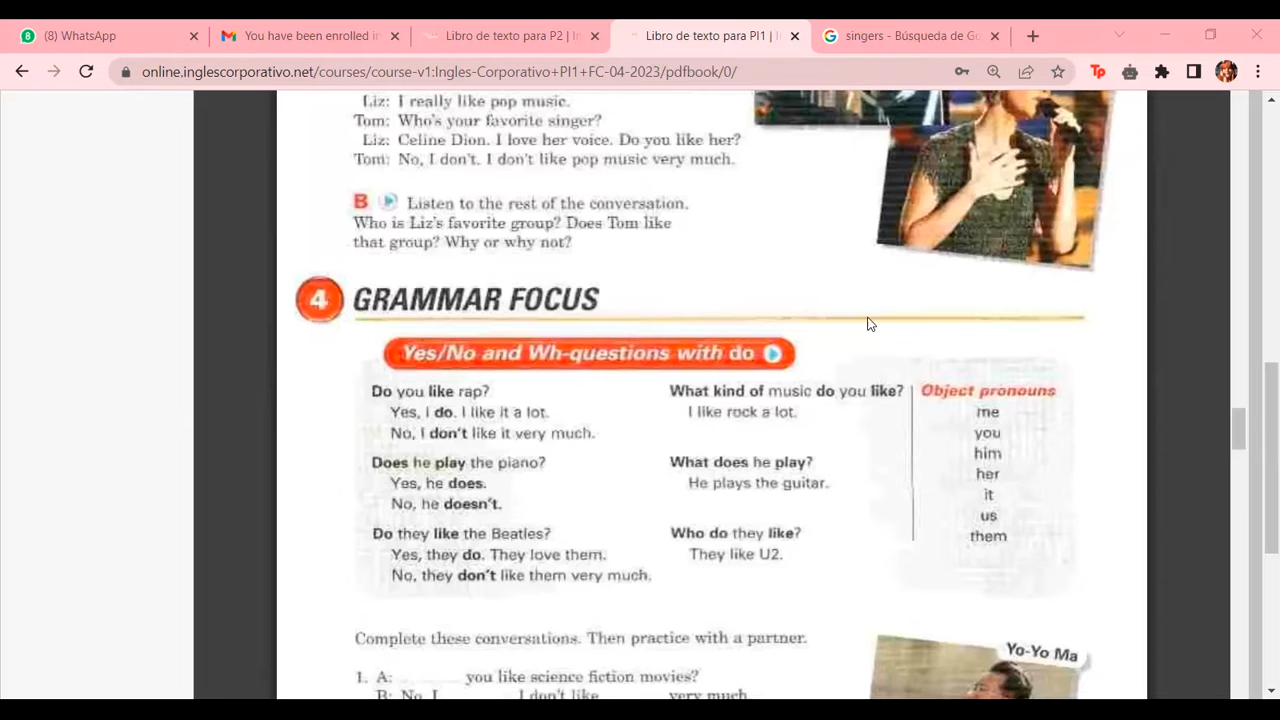 8
(8) WhatsApp
You have been enrolled in
Libro de texto para P2 | In
Libro de texto para PI1 | In
singers - Búsqueda de Go
online.inglescorporativo.net/courses/course-v1:Ingles-Corporativo+PI1+FC-04-2023/pdfbook/0/
Tp
Liz: I really like pop music.
Tom: Who's your favorite singer?
Liz: Celine Dion. I love her voice. Do you like her?
Tom: No, I don't. I don't like pop music very much.
B Listen to the rest of the conversation.
Who is Liz's favorite group? Does Tom like
that group? Why or why not?
4 GRAMMAR FOCUS
Yes/No and Wh-questions with do
Do you like rap?
Yes, I do. I like it a lot.
No, I don't like it very much.
Does he play the piano?
Yes, he does.
No, he doesn't.
Do they like the Beatles?
Yes, they do. They love them.
No, they don't like them very much.
What kind of music do you like?
I like rock a lot.
What does he play?
He plays the guitar.
Who do they like?
They like U2.
Object pronouns
me
you
him
her
it
us
them
Complete these conversations. Then practice with a partner.
Yo-Yo Ma
1. A: you like science fiction movies?
B: No, I I don't like very much.